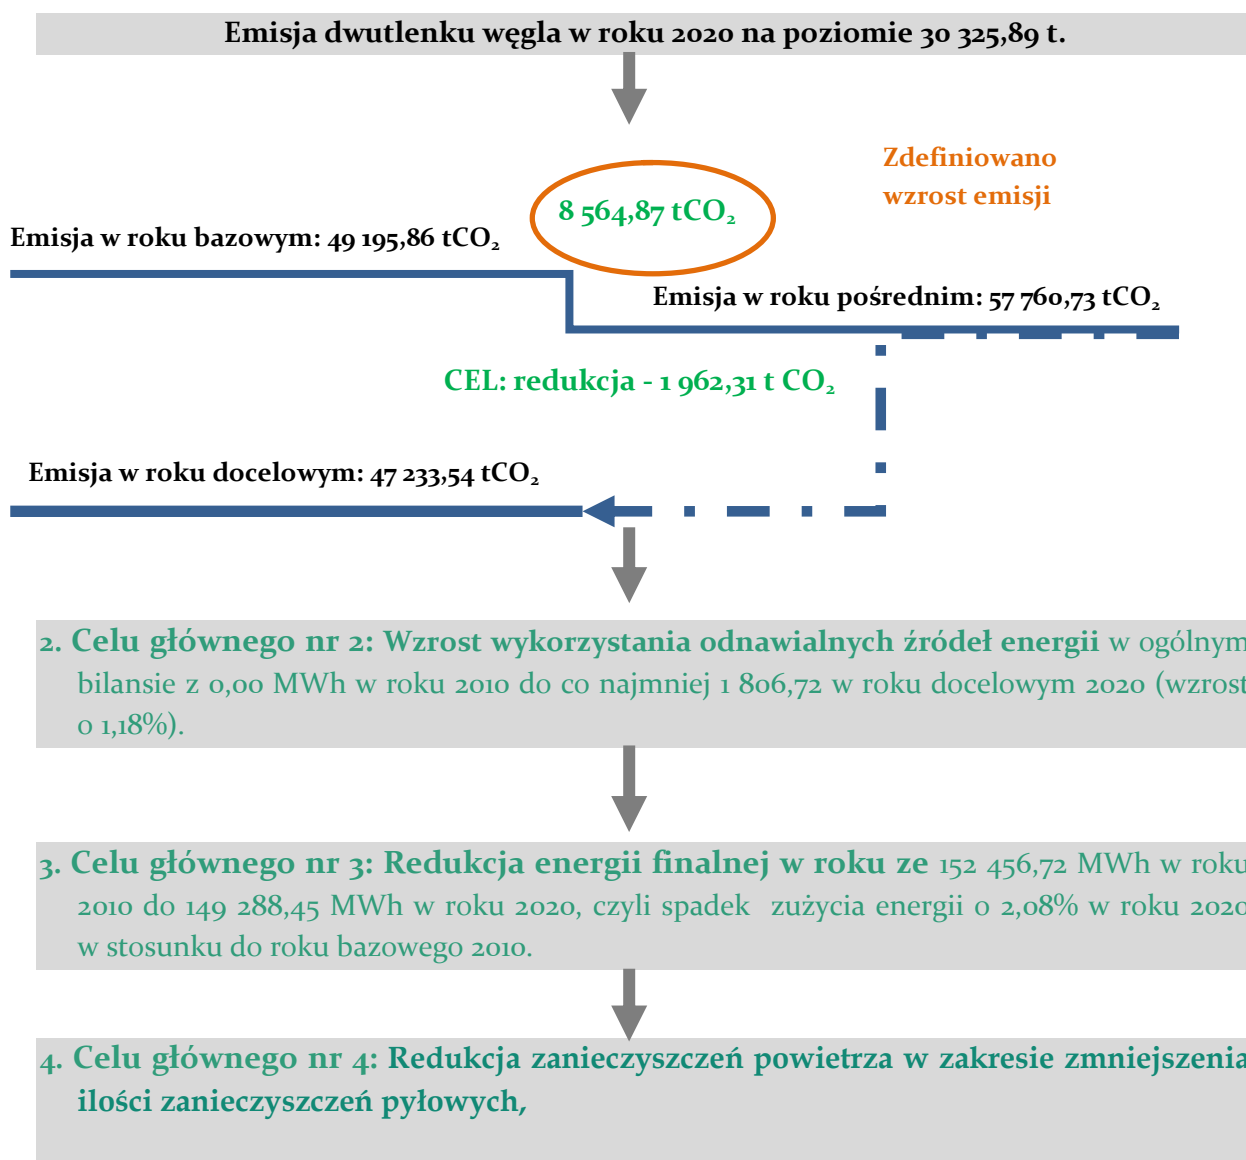 Emisja dwutlenku węgla w roku 2020 na poziomie 30 325,89 t.
Zdefiniowano
wzrost emisji
8 564,87 tCO₂
Emisja w roku bazowym: 49 195,86 tCO₂
Emisja w roku pośrednim: 57 760,73 tCO₂
CEL: redukcja - 1 962,31 t CO₂
Emisja w roku docelowym: 47 233,54 tCO₂
2. Celu głównego nr 2: Wzrost wykorzystania odnawialnych źródeł energii w ogólnym
bilansie z 0,00 MWh w roku 2010 do co najmniej 1 806,72 w roku docelowym 2020 (wzrost
o 1,18%).
3. Celu głównego nr 3: Redukcja energii finalnej w roku ze 152 456,72 MWh w roku
2010 do 149 288,45 MWh w roku 2020, czyli spadek zużycia energii o 2,08% w roku 2020
w stosunku do roku bazowego 2010.
4. Celu głównego nr 4: Redukcja zanieczyszczeń powietrza w zakresie zmniejszenia
ilości zanieczyszczeń pyłowych,